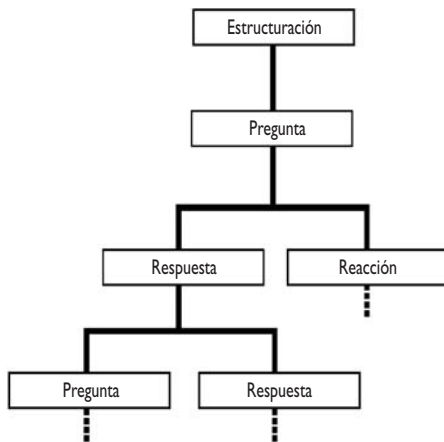 Estructuración
Pregunta
Respuesta
Reacción
Pregunta
Respuesta